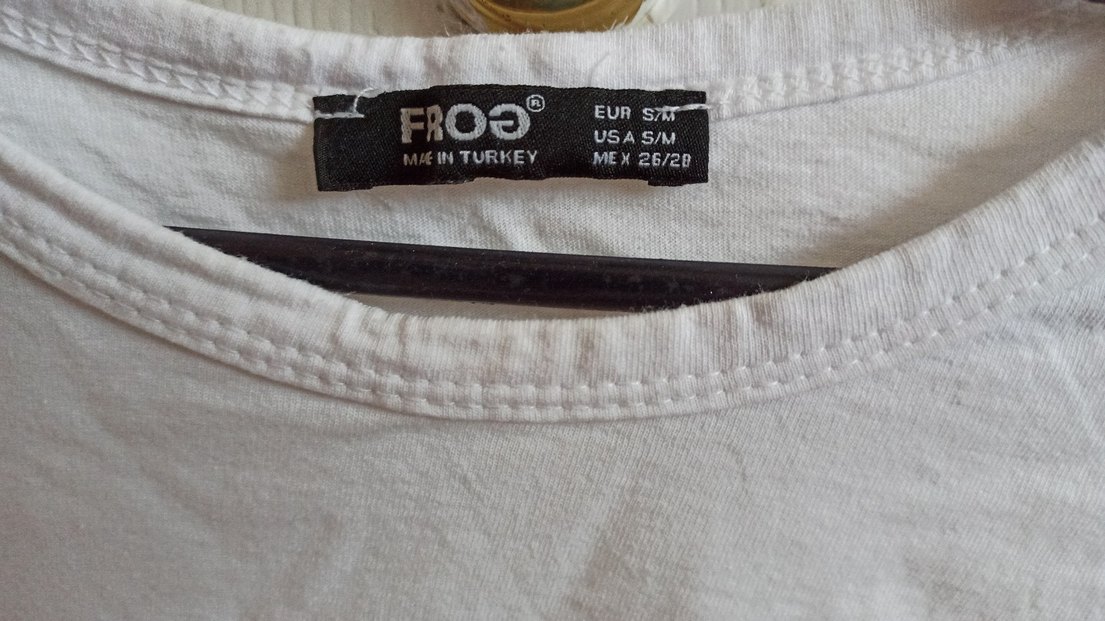 FROG®
MADE IN TURKEY
EUR S/M
USA S/M
MEX 26/28